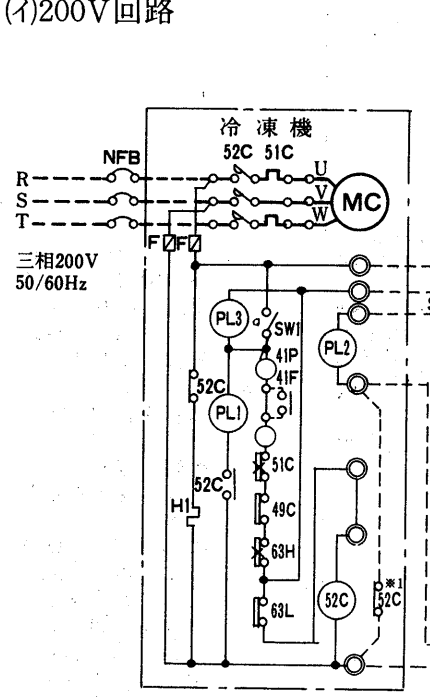 (イ)200V回路
冷凍機
NFB
52C 51C
R
U
S
V
MC
T
W
F F
三相200V
50/60Hz
PL3
a
SW1
PL2
41P
41F
52C
PL1
51C
52C
49C
H1
63H
※1
52C
52C
63L